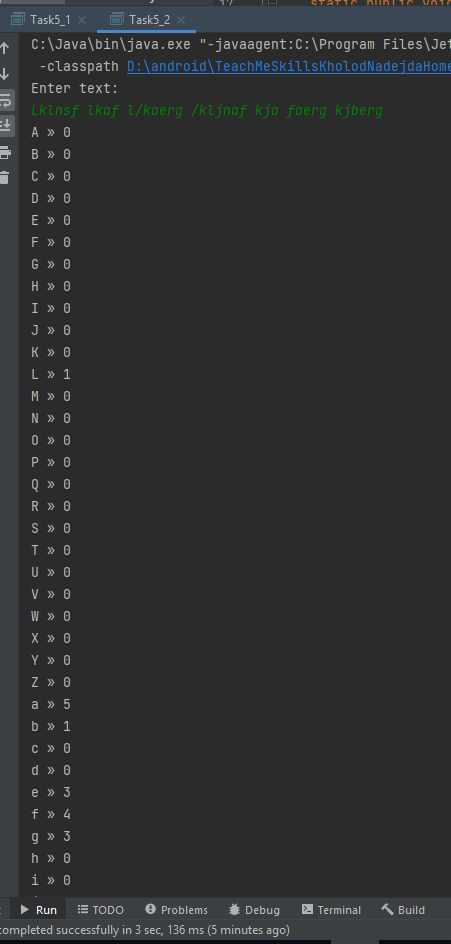 Task5_1 Task5_2
C:\Java\bin\java.exe "-javaagent:C:\Program Files\Jet
-classpath D:\android\TeachMeSkillsKholodNadejdaHome
Enter text:
Lklnsf lkaf l/kaerg /kljnaf kja faerg kjberg
A » 0
B » 0
C » 0
D » 0
E » 0
F » 0
G » 0
H » 0
I » 0
J » 0
K » 0
L » 1
M » 0
N » 0
O » 0
P » 0
Q » 0
R » 0
S » 0
T » 0
U » 0
V » 0
W » 0
X » 0
Y » 0
Z » 0
a » 5
b » 1
c » 0
d » 0
e » 3
f » 4
g » 3
h » 0
i » 0
Run TODO Problems Debug Terminal Build
completed successfully in 3 sec, 136 ms (5 minutes ago)